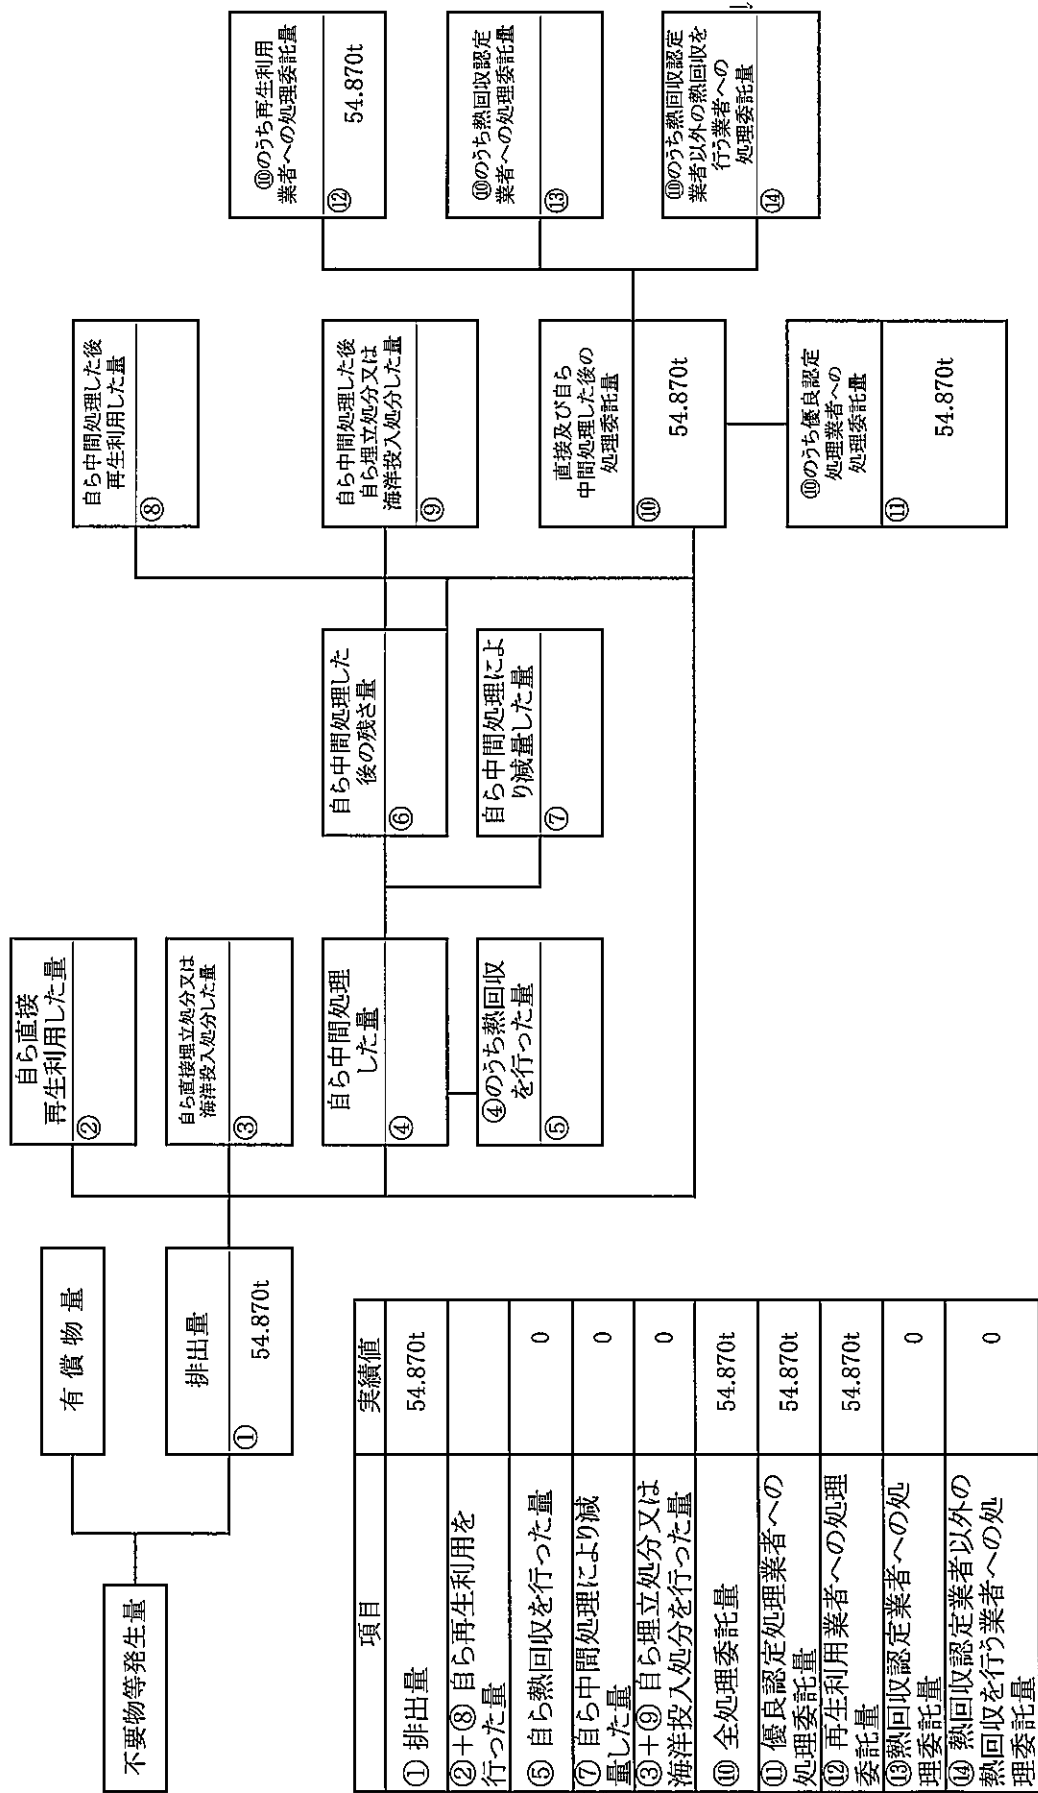 不要物等発生量
有 償 物 量
排出量
①
54.870t
自ら直接
再生利用した量
②
自ら直接埋立処分又は
海洋投入処分した量
③
自ら中間処理
した量
④
④のうち熱回収
を行った量
⑤
自ら中間処理した
後の残さ量
⑥
自ら中間処理によ
り減量した量
⑦
自ら中間処理した後
再生利用した量
⑧
自ら中間処理した後
自ら埋立処分又は
海洋投入処分した量
⑨
直接及び自ら
中間処理した後の
処理委託量
⑩
54.870t
⑩のうち優良認定
処理業者への
処理委託量
⑪
54.870t
⑩のうち再生利用
業者への処理委託量
⑫
54.870t
⑩のうち熱回収認定
業者への処理委託量
⑬
⑩のうち熱回収認定
業者以外の熱回収を
行う業者への
処理委託量
⑭
項目 実績値
① 排出量 54.870t
②+⑧ 自ら再生利用を
行った量
⑤ 自ら熱回収を行った量 0
⑦ 自ら中間処理により減
量した量 0
③+⑨ 自ら埋立処分又は
海洋投入処分を行った量 0
⑩ 全処理委託量 54.870t
⑪ 優良認定処理業者への
処理委託量 54.870t
⑫ 再生利用業者への処理
委託量 54.870t
⑬熱回収認定業者への処
理委託量 0
⑭ 熱回収認定業者以外の
熱回収を行う業者への処
理委託量 0